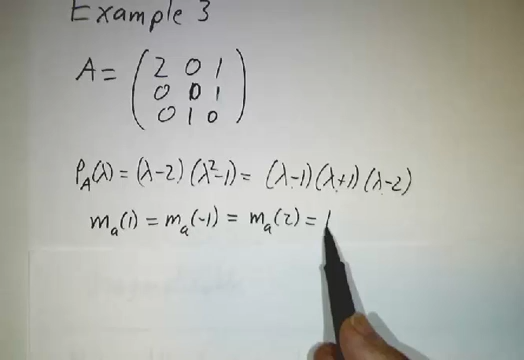 Example 3
A = ( 2 0 1
0 0 1
0 1 0 )
P_A(λ) = (λ-2) (λ²-1) = (λ-1)(λ+1)(λ-2)
m_a(1) = m_a(-1) = m_a(2) = 1